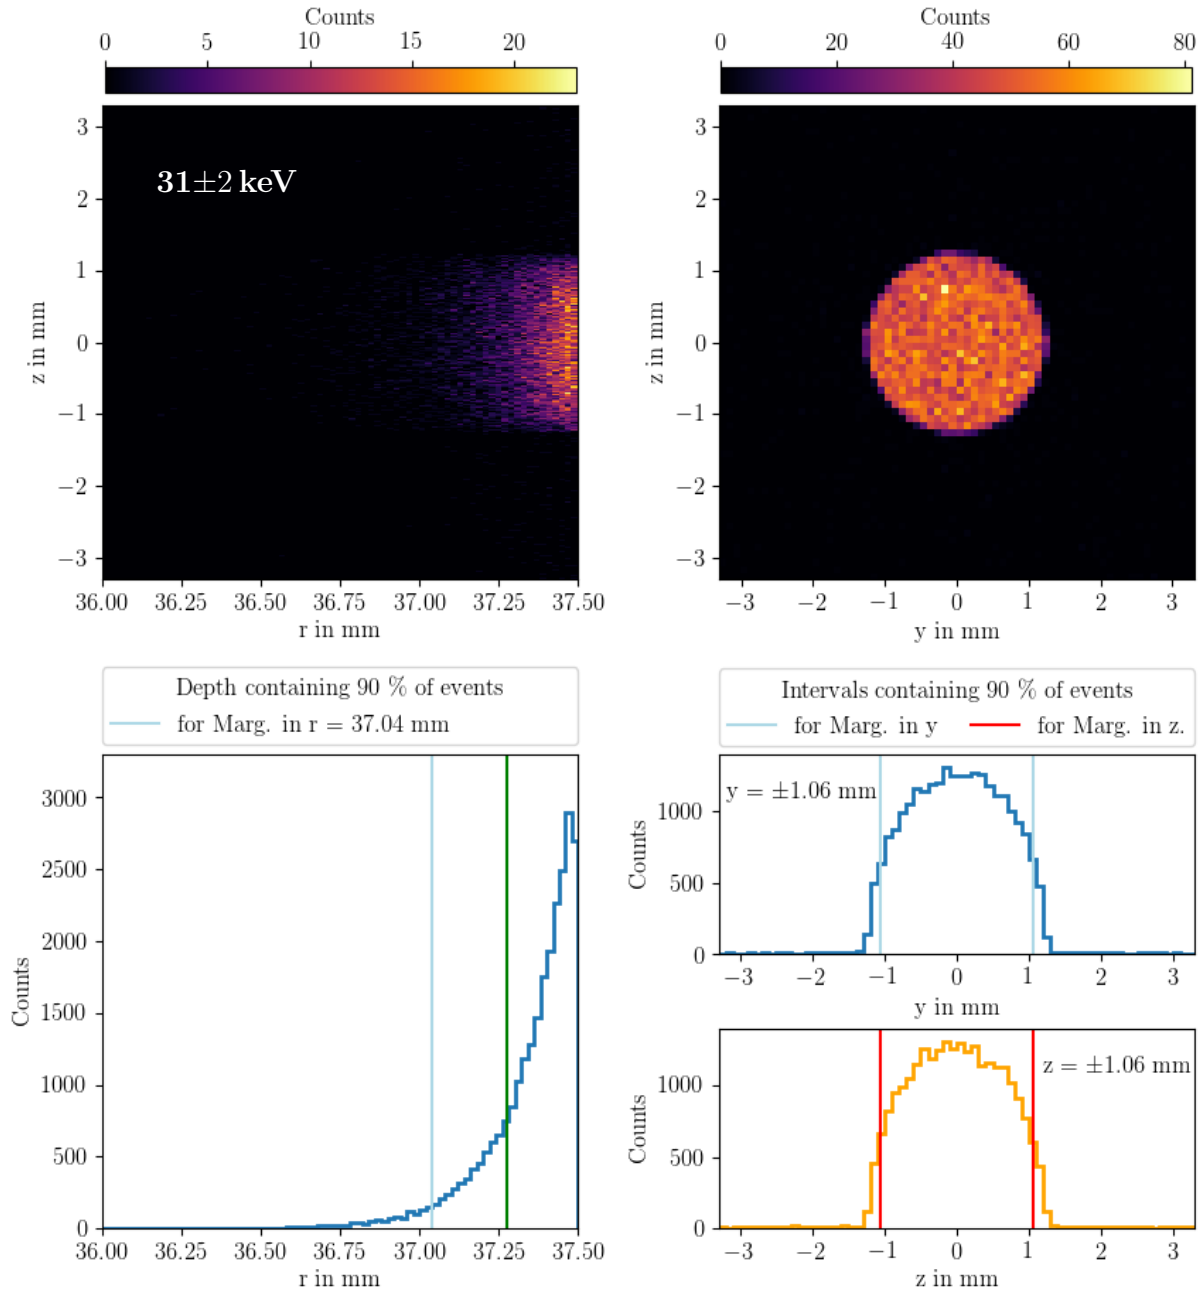 Counts
0 5 10 15 20
3
2
1
0
−1
−2
−3
z in mm
31±2 keV
36.00 36.25 36.50 36.75 37.00 37.25 37.50
r in mm
Counts
0 20 40 60 80
3
2
1
0
−1
−2
−3
z in mm
−3 −2 −1 0 1 2 3
y in mm
Depth containing 90 % of events
for Marg. in r = 37.04 mm
3000
2500
2000
1500
1000
500
0
Counts
36.00 36.25 36.50 36.75 37.00 37.25 37.50
r in mm
Intervals containing 90 % of events
for Marg. in y for Marg. in z.
y = ±1.06 mm
1000
500
0
Counts
−3 −2 −1 0 1 2 3
y in mm
z = ±1.06 mm
1000
500
0
Counts
−3 −2 −1 0 1 2 3
z in mm